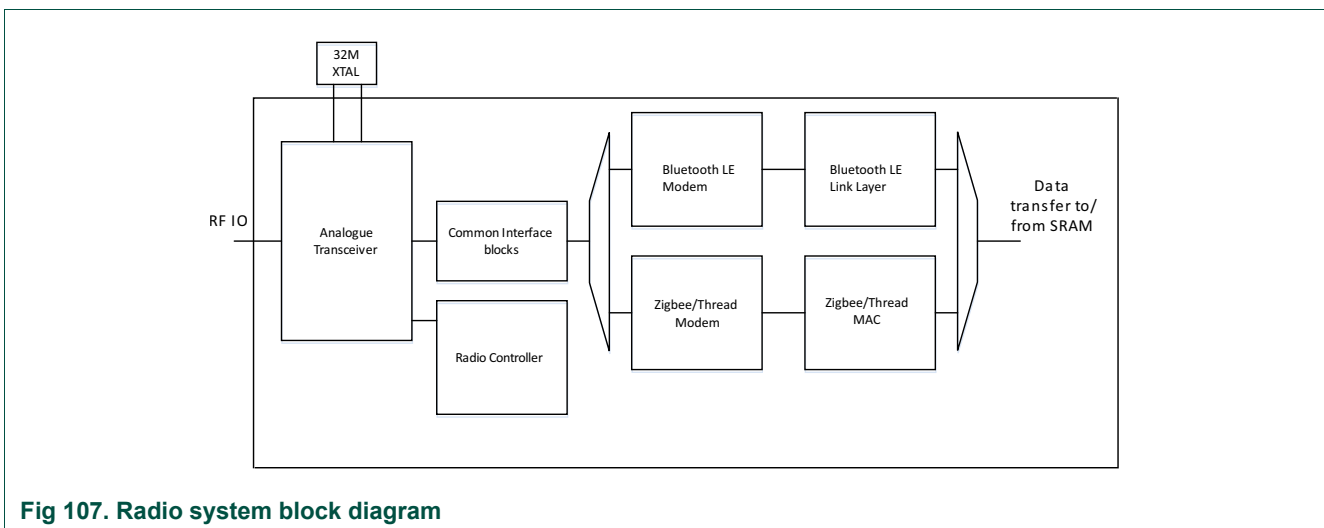 32M
XTAL
RF IO
Analogue
Transceiver
Common Interface
blocks
Radio Controller
Bluetooth LE
Modem
Bluetooth LE
Link Layer
Zigbee/Thread
Modem
Zigbee/Thread
MAC
Data
transfer to/
from SRAM
Fig 107. Radio system block diagram